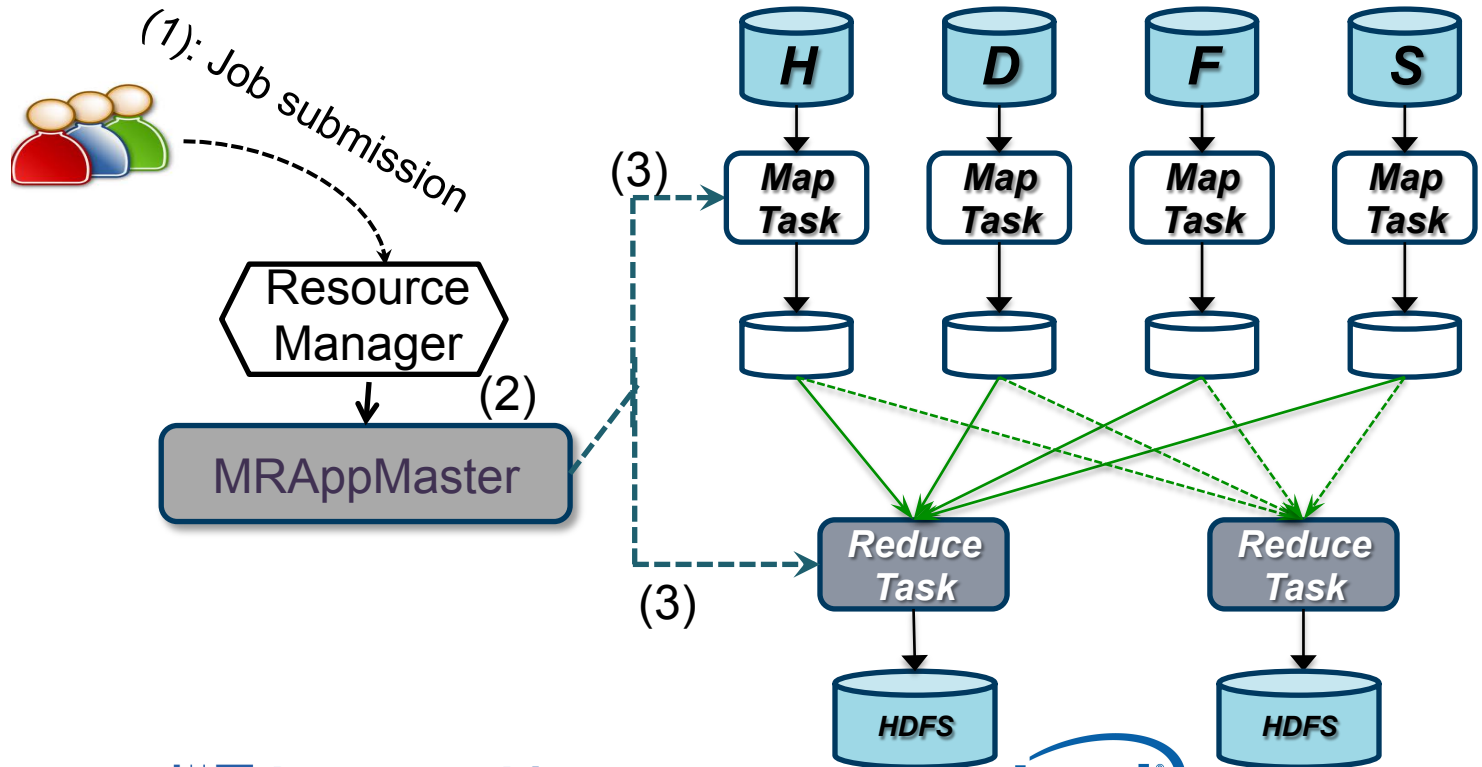 (1): Job submission
H
D
F
S
(3)
Map
Task
Map
Task
Map
Task
Map
Task
Resource
Manager
(2)
MRAppMaster
Reduce
Task
Reduce
Task
(3)
HDFS
HDFS